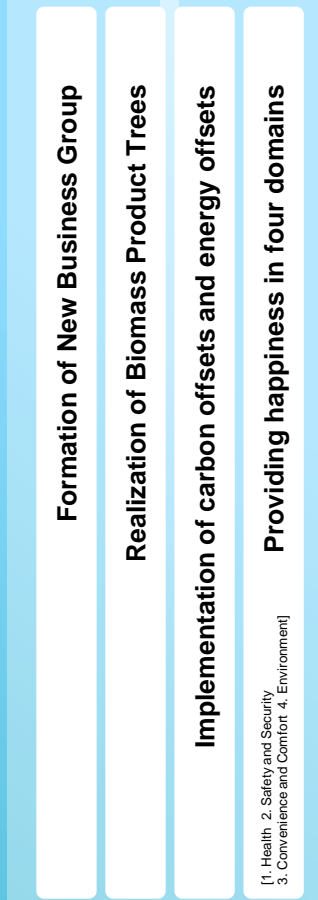 Formation of New Business Group
Realization of Biomass Product Trees
Implementation of carbon offsets and energy offsets
Providing happiness in four domains
[1. Health 2. Safety and Security
3. Convenience and Comfort 4. Environment]